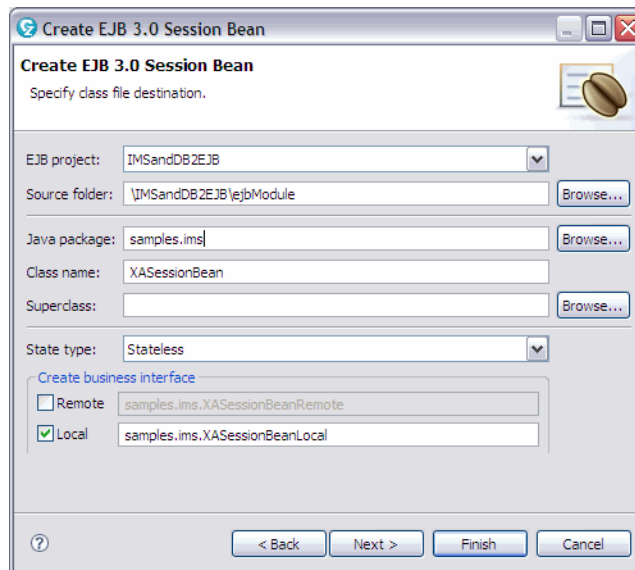 Create EJB 3.0 Session Bean
Create EJB 3.0 Session Bean
Specify class file destination.
EJB project: IMSandDB2EJB
Source folder: \IMSandDB2EJB\ejbModule Browse...
Java package: samples.ims Browse...
Class name: XASessionBean
Superclass: Browse...
State type: Stateless
Create business interface
Remote samples.ims.XASessionBeanRemote
Local samples.ims.XASessionBeanLocal
? < Back Next > Finish Cancel